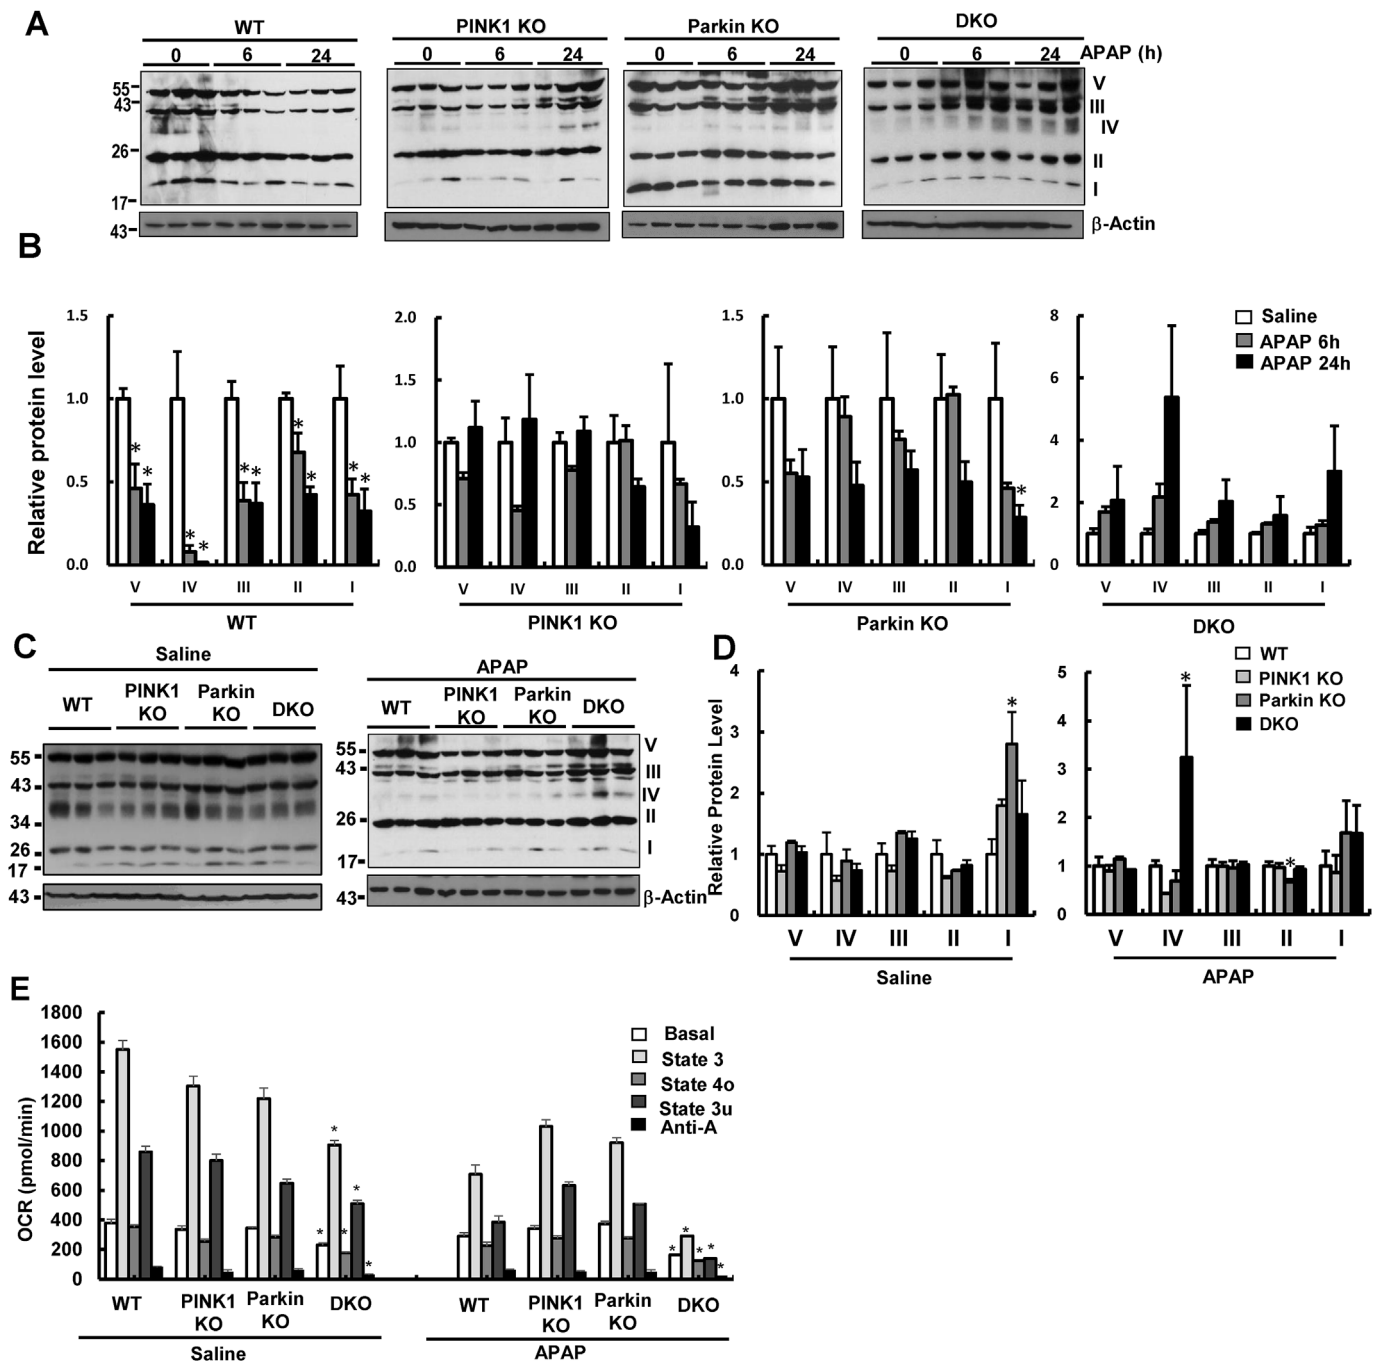 A
WT
PINK1 KO
Parkin KO
DKO
0 6 24
0 6 24
0 6 24
0 6 24 APAP (h)
55
43
26
17
43
V
III
IV
II
I
β-Actin
B
Relative protein level
1.5
1.0
0.5
0.0
* * * * * * * * * *
V IV III II I
WT
2.0
1.5
1.0
0.5
0.0
V IV III II I
PINK1 KO
1.5
1.0
0.5
0.0
*
V IV III II I
Parkin KO
8
6
4
2
0
V IV III II I
DKO
Saline
APAP 6h
APAP 24h
C
Saline
WT
PINK1 KO
Parkin KO
DKO
55
43
34
26
17
43
APAP
WT
PINK1 KO
Parkin KO
DKO
55
43
26
17
43
V
III
IV
II
I
β-Actin
D
Relative Protein Level
4
3
2
1
0
*
V IV III II I
Saline
WT
PINK1 KO
Parkin KO
DKO
5
4
3
2
1
0
* *
V IV III II I
APAP
E
OCR (pmol/min)
1800
1600
1400
1200
1000
800
600
400
200
0
* * * * *
* * * * *
Basal
State 3
State 4o
State 3u
Anti-A
WT
PINK1 KO
Parkin KO
DKO
Saline
WT
PINK1 KO
Parkin KO
DKO
APAP